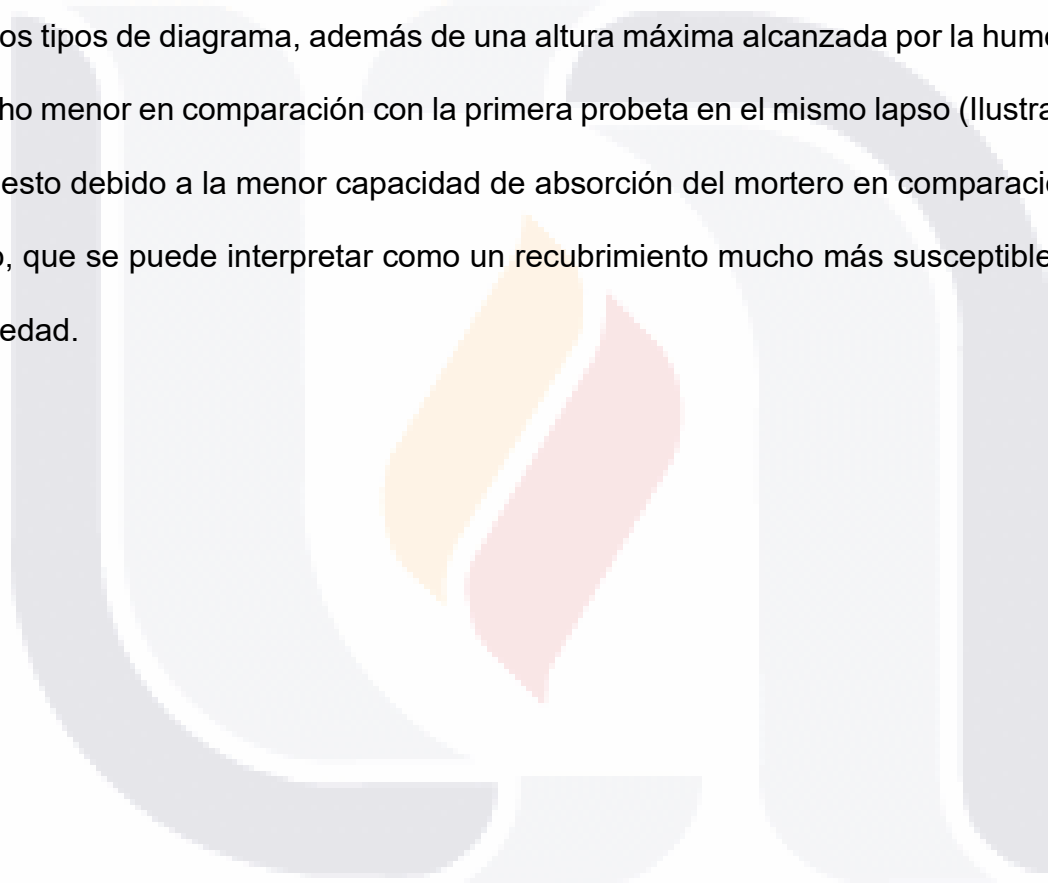 os tipos de diagrama, además de una altura máxima alcanzada por la hume
ho menor en comparación con la primera probeta en el mismo lapso (Ilustra
esto debido a la menor capacidad de absorción del mortero en comparació
o, que se puede interpretar como un recubrimiento mucho más susceptible
edad.